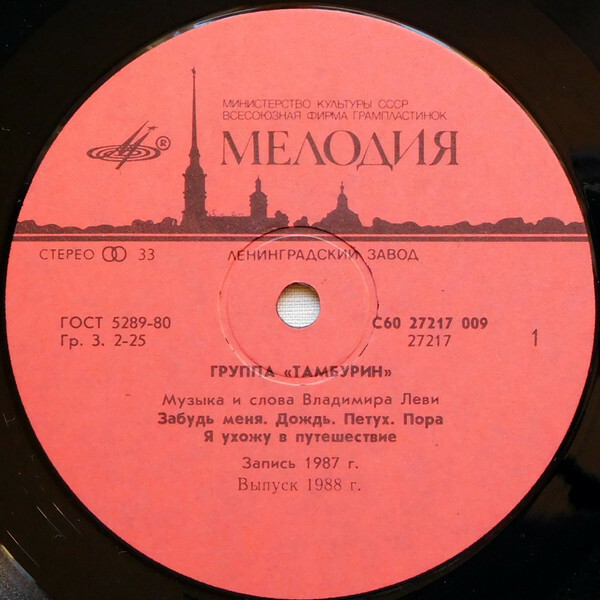 МИНИСТЕРСТВО КУЛЬТУРЫ СССР
ВСЕСОЮЗНАЯ ФИРМА ГРАМПЛАСТИНОК
® МЕЛОДИЯ
СТЕРЕО 33 ЛЕНИНГРАДСКИЙ ЗАВОД
ГОСТ 5289-80 С60 27217 009
Гр. 3. 2-25 27217 1
ГРУППА «ТАМБУРИН»
Музыка и слова Владимира Леви
Забудь меня. Дождь. Петух. Пора
Я ухожу в путешествие
Запись 1987 г.
Выпуск 1988 г.